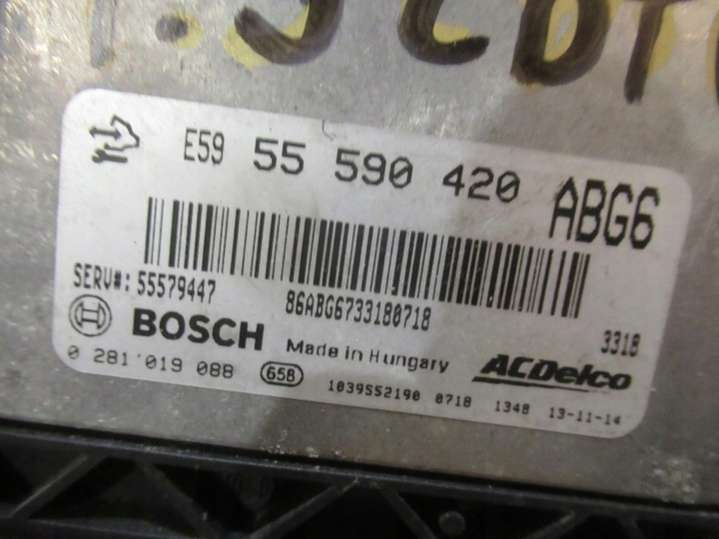 E59 55 590 420 ABG6
SERV#: 55579447 86ABG6733180718 3318
BOSCH Made in Hungary ACDelco
0 281 019 088 658 1039S52190 0718 1348 13-11-14